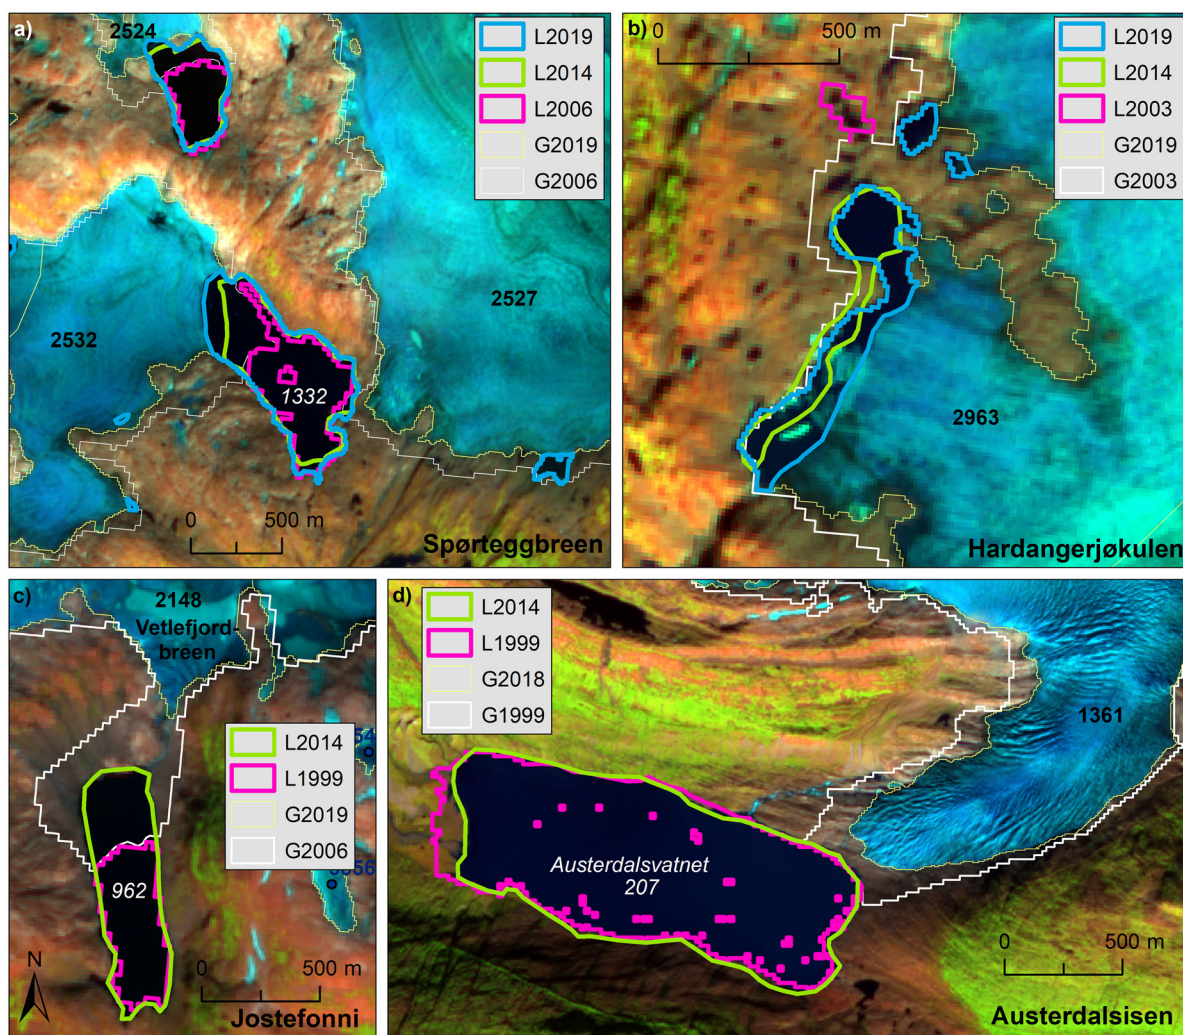 a)
2524
L2019
L2014
L2006
G2019
G2006
2527
2532
1332
0 500 m
Spørteggbreen
b)
0 500 m
L2019
L2014
L2003
G2019
G2003
2963
Hardangerjøkulen
c)
2148
Vetlefjord-
breen
L2014
L1999
G2019
G2006
962
N
0 500 m
Jostefonni
d)
L2014
L1999
G2018
G1999
1361
Austerdalsvatnet
207
0 500 m
Austerdalsisen